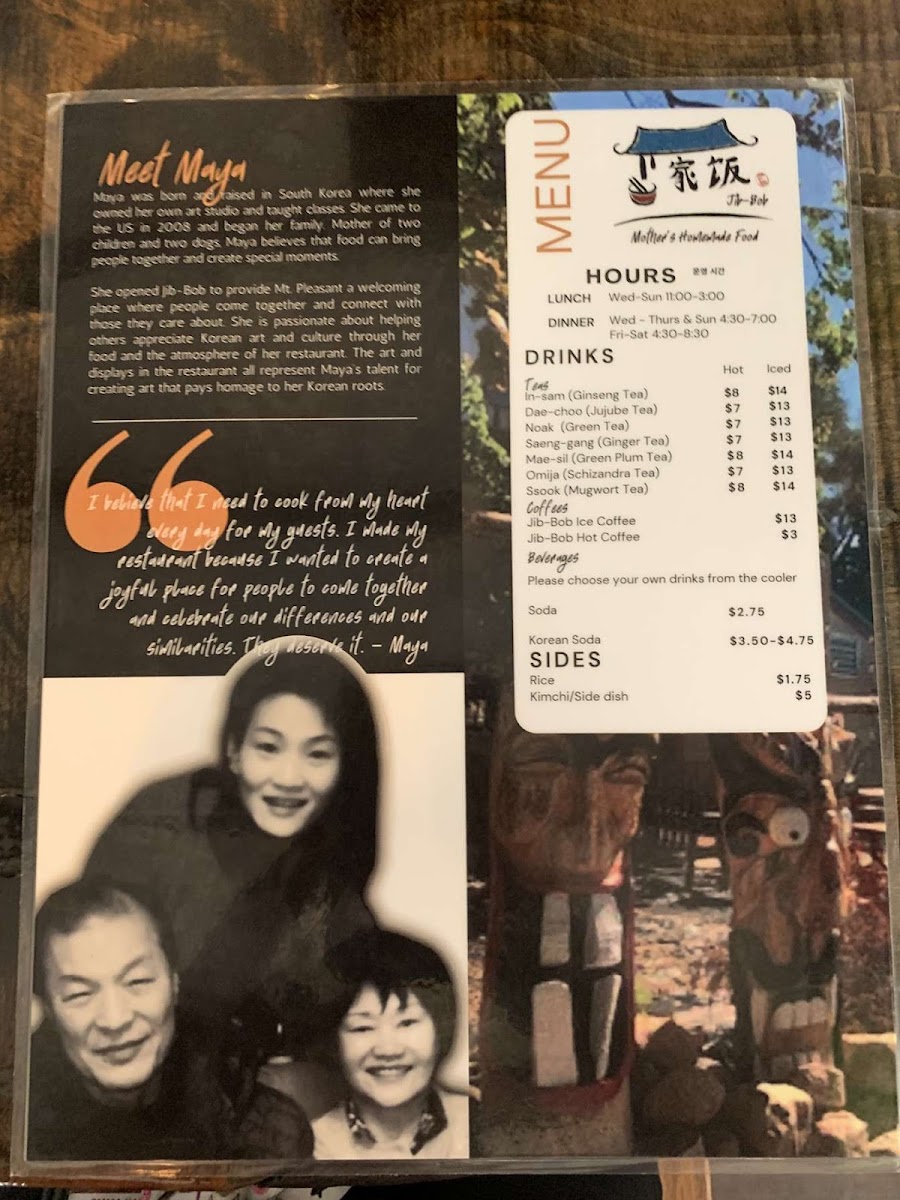 Meet Maya
Maya was born and raised in South Korea where she
owned her own art studio and taught classes. She came to
the US in 2008 and began her family. Mother of two
children and two dogs. Maya believes that food can bring
people together and create special moments.
She opened Jib-Bob to provide Mt. Pleasant a welcoming
place where people come together and connect with
those they care about. She is passionate about helping
others appreciate Korean art and culture through her
food and the atmosphere of her restaurant. The art and
displays in the restaurant all represent Maya's talent for
creating art that pays homage to her Korean roots.
I believe that I need to cook from my heart
every day for my guests. I made my
restaurant because I wanted to create a
joyful place for people to come together
and celebrate our differences and our
similarities. They deserve it. – Maya
MENU
家饭
Jib-Bob
Mother's Homemade Food
HOURS 운영 시간
LUNCH Wed-Sun 11:00-3:00
DINNER Wed - Thurs & Sun 4:30-7:00
Fri-Sat 4:30-8:30
DRINKS
Hot Iced
Teas
In-sam (Ginseng Tea) $8 $14
Dae-choo (Jujube Tea) $7 $13
Noak (Green Tea) $7 $13
Saeng-gang (Ginger Tea) $7 $13
Mae-sil (Green Plum Tea) $8 $14
Omija (Schizandra Tea) $7 $13
Ssook (Mugwort Tea) $8 $14
Coffees
Jib-Bob Ice Coffee $13
Jib-Bob Hot Coffee $3
Beverages
Please choose your own drinks from the cooler
Soda $2.75
Korean Soda $3.50-$4.75
SIDES
Rice $1.75
Kimchi/Side dish $5